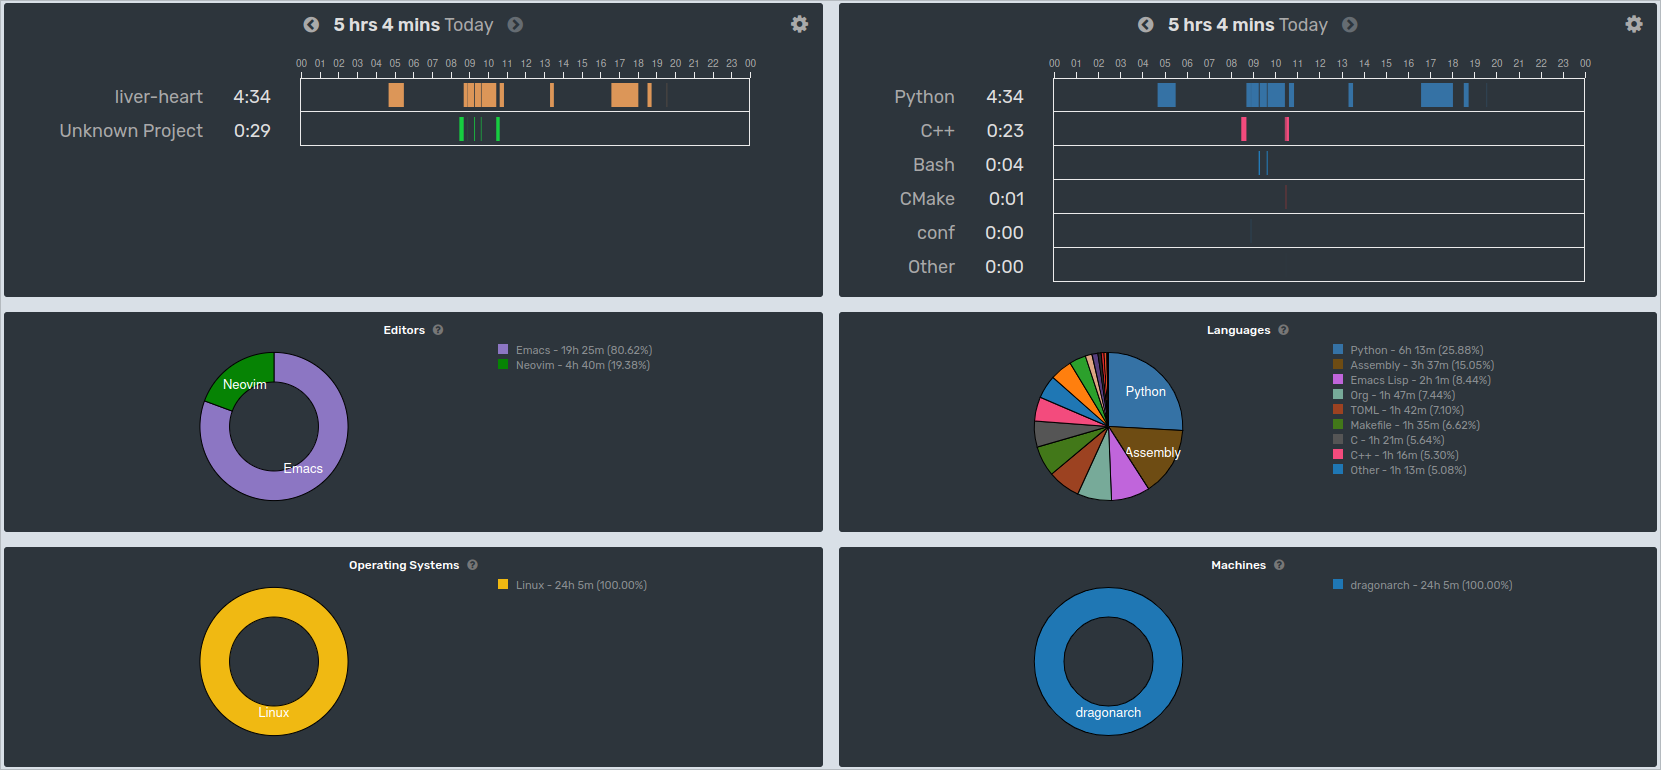 5 hrs 4 mins Today
00 01 02 03 04 05 06 07 08 09 10 11 12 13 14 15 16 17 18 19 20 21 22 23 00
liver-heart 4:34
Unknown Project 0:29
5 hrs 4 mins Today
00 01 02 03 04 05 06 07 08 09 10 11 12 13 14 15 16 17 18 19 20 21 22 23 00
Python 4:34
C++ 0:23
Bash 0:04
CMake 0:01
conf 0:00
Other 0:00
Editors ?
Neovim
Emacs
Emacs - 19h 25m (80.62%)
Neovim - 4h 40m (19.38%)
Languages ?
Python
Assembly
Python - 6h 13m (25.88%)
Assembly - 3h 37m (15.05%)
Emacs Lisp - 2h 1m (8.44%)
Org - 1h 47m (7.44%)
TOML - 1h 42m (7.10%)
Makefile - 1h 35m (6.62%)
C - 1h 21m (5.64%)
C++ - 1h 16m (5.30%)
Other - 1h 13m (5.08%)
Operating Systems ?
Linux
Linux - 24h 5m (100.00%)
Machines ?
dragonarch
dragonarch - 24h 5m (100.00%)